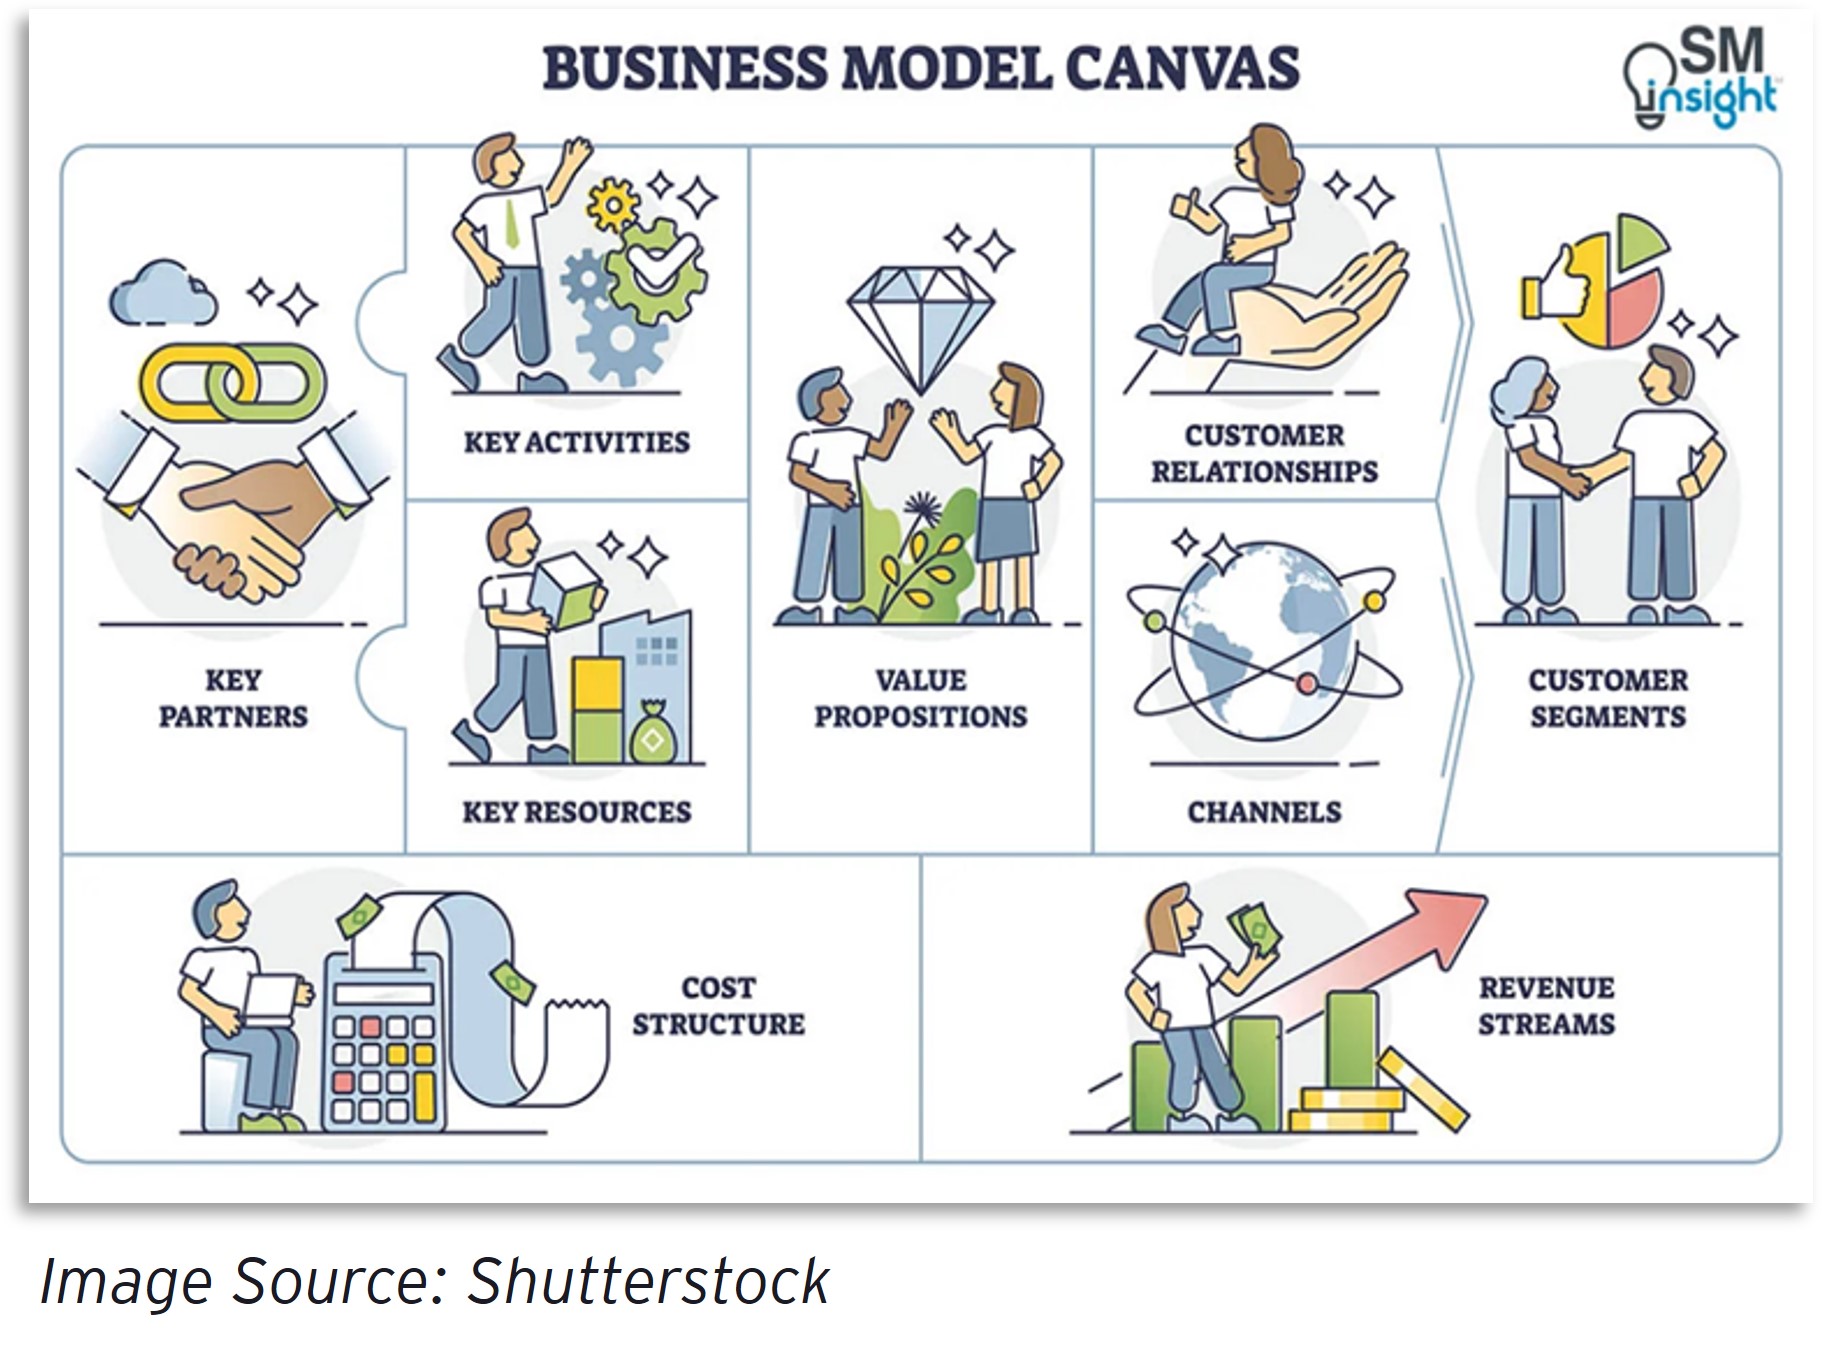 BUSINESS MODEL CANVAS
SM
insight
KEY
PARTNERS
KEY ACTIVITIES
KEY RESOURCES
VALUE
PROPOSITIONS
CUSTOMER
RELATIONSHIPS
CHANNELS
CUSTOMER
SEGMENTS
COST
STRUCTURE
REVENUE
STREAMS
Image Source: Shutterstock